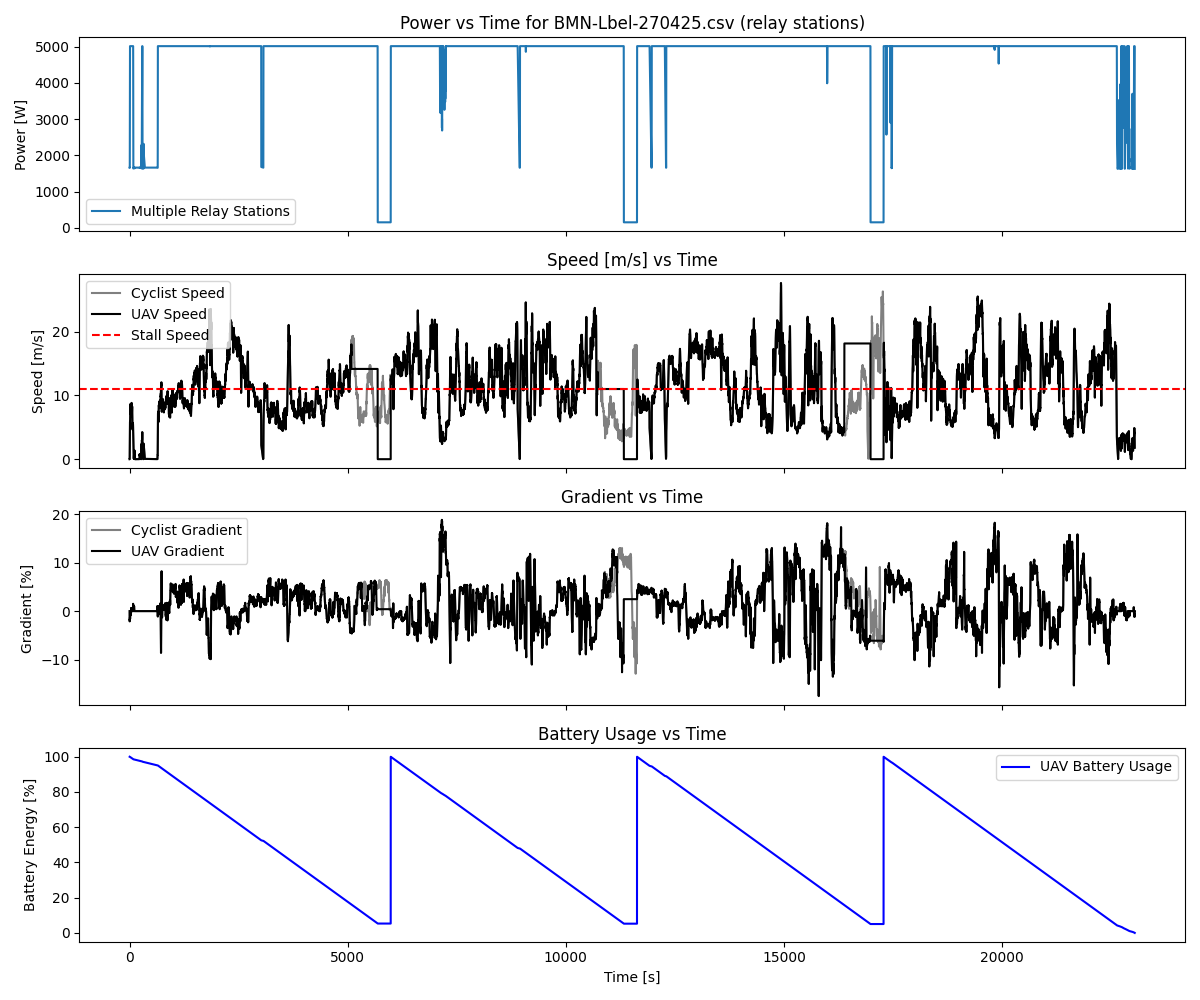 Power vs Time for BMN-Lbel-270425.csv (relay stations)
5000
4000
3000
2000
1000
0
Power [W]
Multiple Relay Stations
Speed [m/s] vs Time
20
10
0
Speed [m/s]
Cyclist Speed
UAV Speed
Stall Speed
Gradient vs Time
20
10
0
−10
Gradient [%]
Cyclist Gradient
UAV Gradient
Battery Usage vs Time
100
80
60
40
20
0
Battery Energy [%]
UAV Battery Usage
0
5000
10000
15000
20000
Time [s]